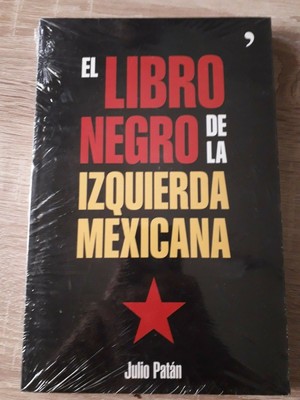 EL LIBRO
NEGRO DE LA
IZQUIERDA
MEXICANA
Julio Patán